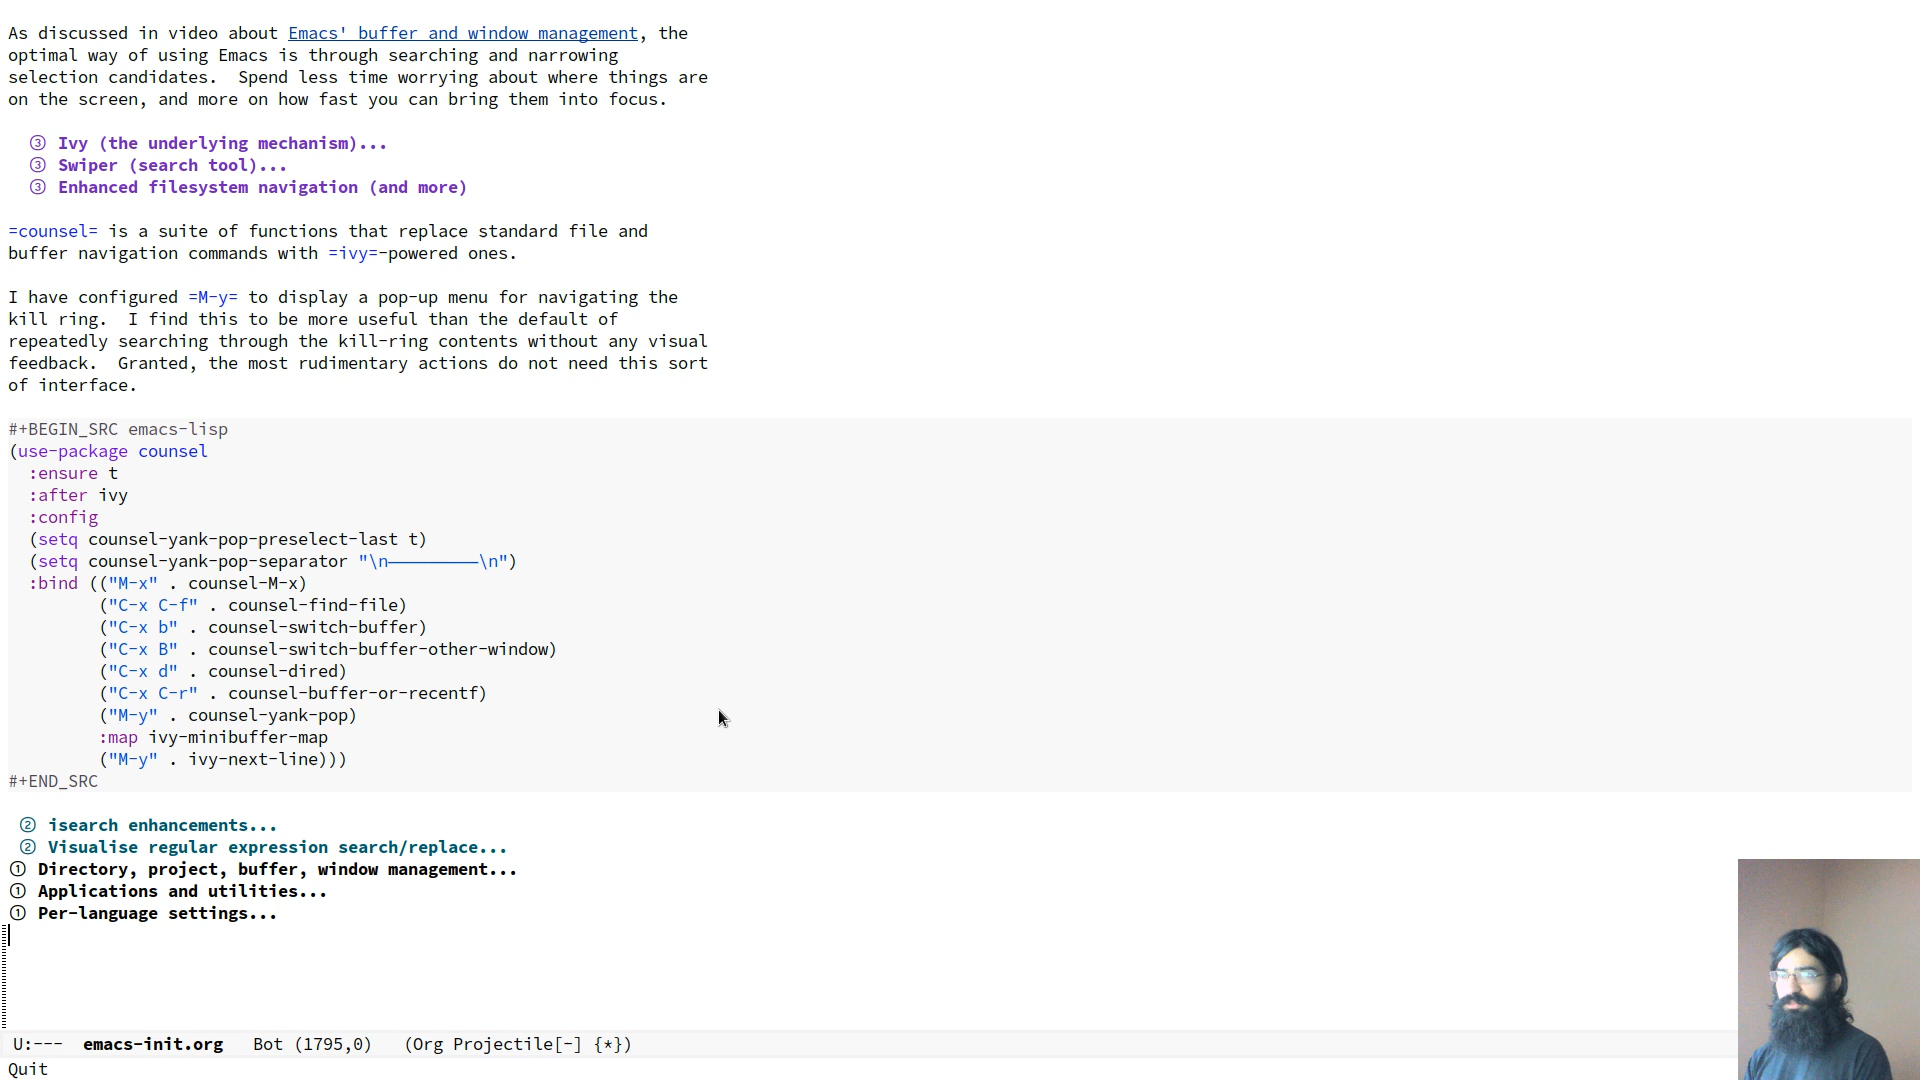 As discussed in video about Emacs' buffer and window management, the
optimal way of using Emacs is through searching and narrowing
selection candidates.  Spend less time worrying about where things are
on the screen, and more on how fast you can bring them into focus.
③ Ivy (the underlying mechanism)...
③ Swiper (search tool)...
③ Enhanced filesystem navigation (and more)
=counsel= is a suite of functions that replace standard file and
buffer navigation commands with =ivy=-powered ones.
I have configured =M-y= to display a pop-up menu for navigating the
kill ring.  I find this to be more useful than the default of
repeatedly searching through the kill-ring contents without any visual
feedback.  Granted, the most rudimentary actions do not need this sort
of interface.
#+BEGIN_SRC emacs-lisp
(use-package counsel
  :ensure t
  :after ivy
  :config
  (setq counsel-yank-pop-preselect-last t)
  (setq counsel-yank-pop-separator "\n—————————\n")
  :bind (("M-x" . counsel-M-x)
         ("C-x C-f" . counsel-find-file)
         ("C-x b" . counsel-switch-buffer)
         ("C-x B" . counsel-switch-buffer-other-window)
         ("C-x d" . counsel-dired)
         ("C-x C-r" . counsel-buffer-or-recentf)
         ("M-y" . counsel-yank-pop)
         :map ivy-minibuffer-map
         ("M-y" . ivy-next-line)))
#+END_SRC
② isearch enhancements...
② Visualise regular expression search/replace...
① Directory, project, buffer, window management...
① Applications and utilities...
① Per-language settings...
U:---  emacs-init.org   Bot (1795,0)   (Org Projectile[-] {*})
Quit